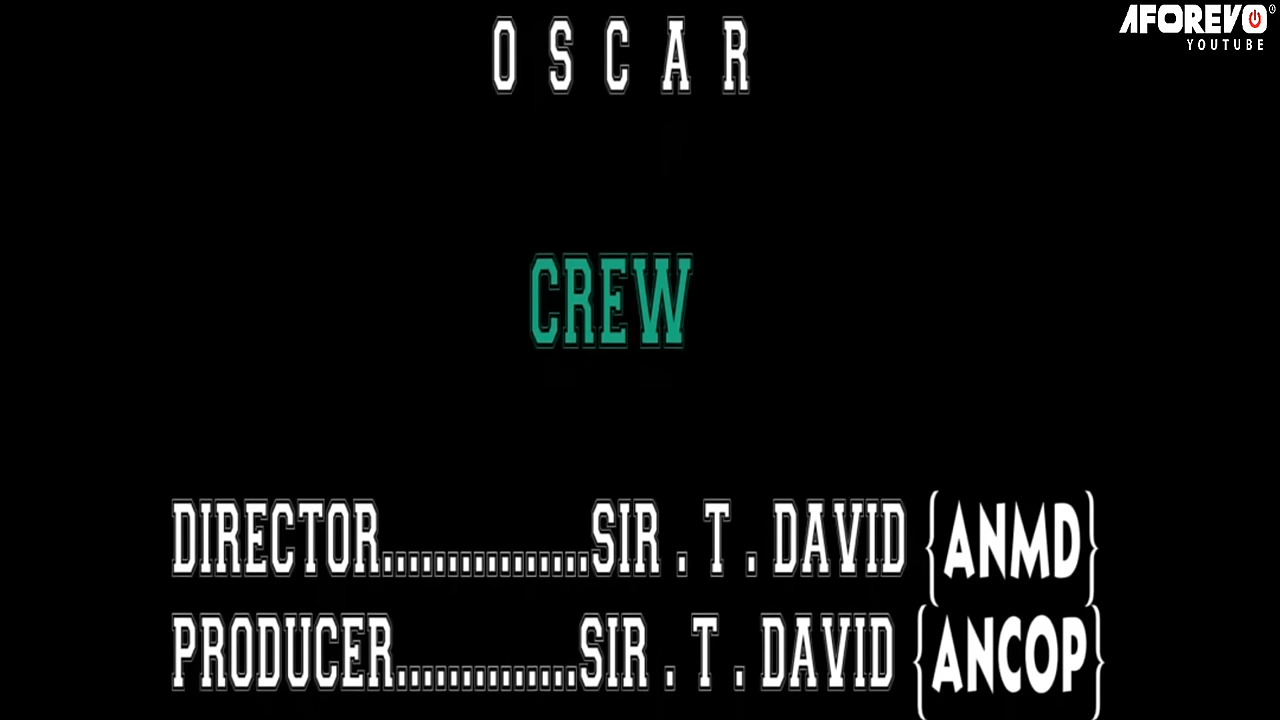 AFOREVO
YOUTUBE
O S C A R
CREW
DIRECTOR................SIR . T . DAVID {ANMD}
PRODUCER..............SIR . T . DAVID {ANCOP}